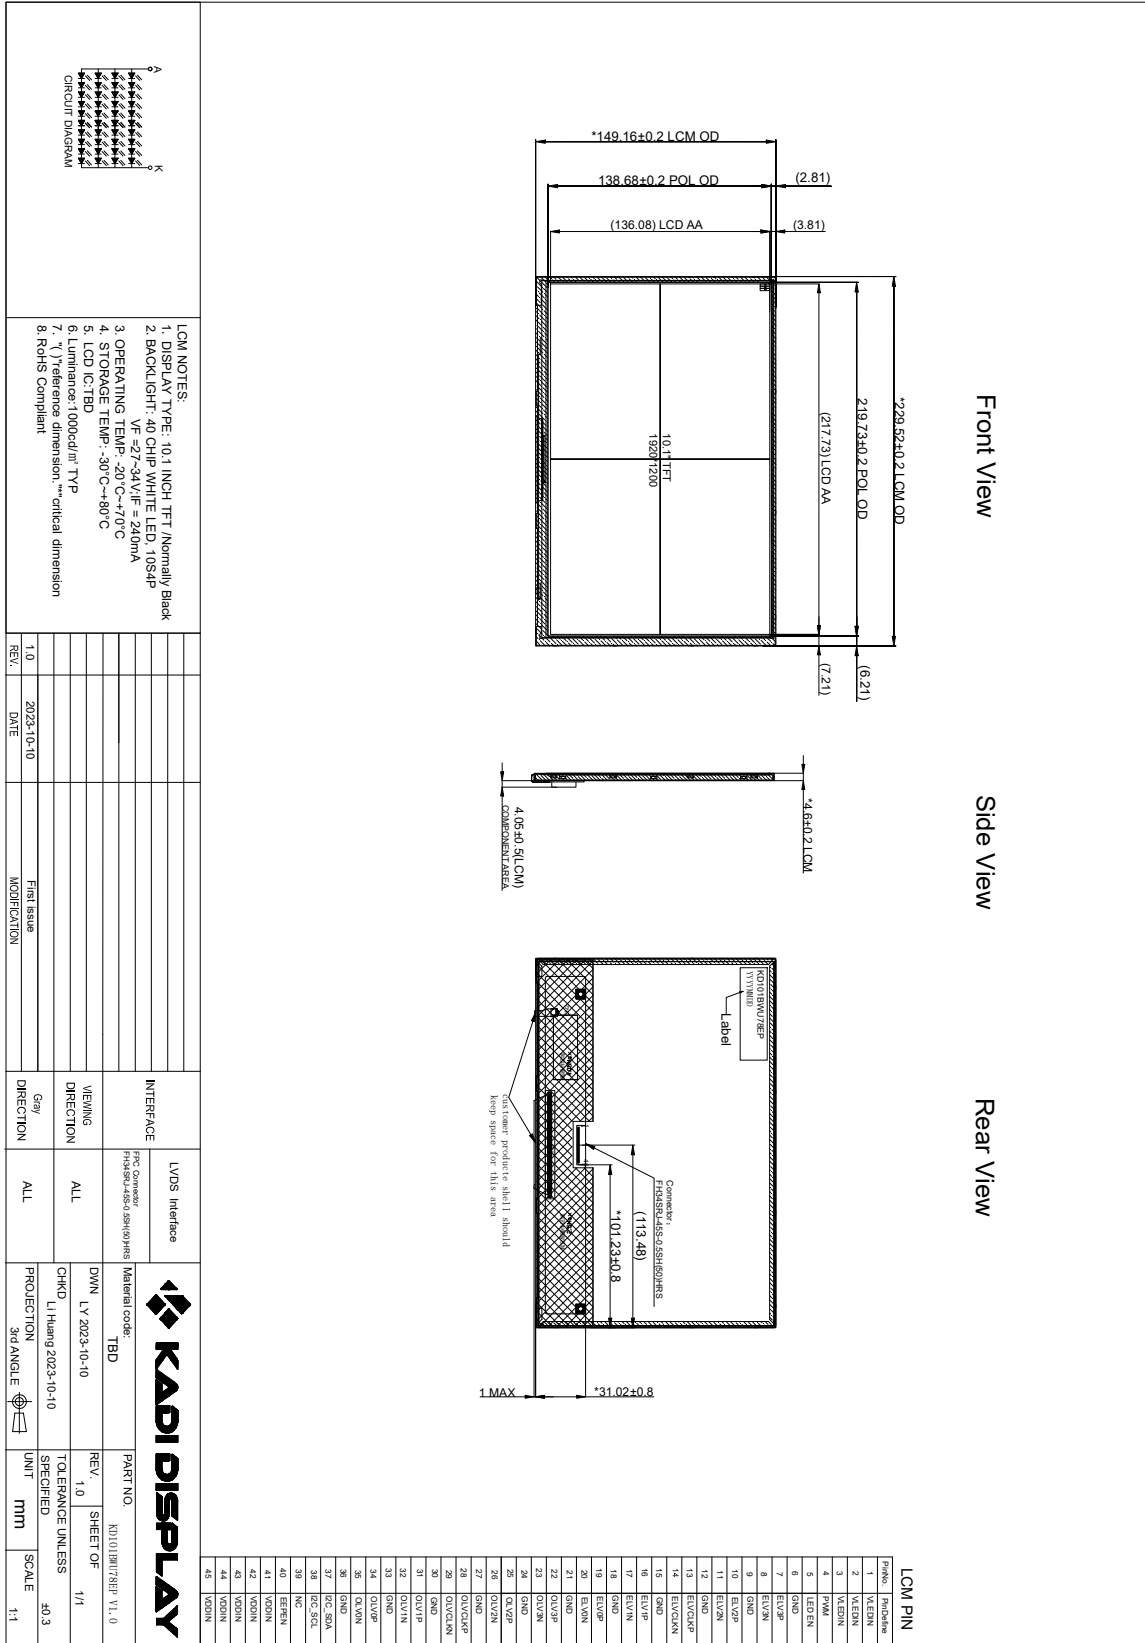 Front View
Side View
Rear View
*229.52±0.2 LCM OD
219.73±0.2 POL OD
(217.73) LCD AA
(6.21)
(7.21)
*149.16±0.2 LCM OD
138.68±0.2 POL OD
(136.08) LCD AA
(2.81)
(3.81)
10.1" TFT
1920*1200
*4.6±0.2 LCM
4.05±0.5(LCM)
COMPONENT AREA
KD101BWU78EP
YYYYMMDD
Label
Connector:
FH34SRJ-45S-0.5SH(50)HRS
(113.48)
*101.23±0.8
customer producte shell should
keep space for this area
*31.02±0.8
1 MAX
LCM PIN
PinNo. PinDefine
1 VLEDIN
2 VLEDIN
3 VLEDIN
4 PWM
5 LED EN
6 GND
7 ELV3P
8 ELV3N
9 GND
10 ELV2P
11 ELV2N
12 GND
13 ELVCLKP
14 ELVCLKN
15 GND
16 ELV1P
17 ELV1N
18 GND
19 ELV0P
20 ELV0N
21 GND
22 OLV3P
23 OLV3N
24 GND
25 OLV2P
26 OLV2N
27 GND
28 OLVCLKP
29 OLVCLKN
30 GND
31 OLV1P
32 OLV1N
33 GND
34 OLV0P
35 OLV0N
36 GND
37 I2C_SDA
38 I2C_SCL
39 NC
40 EEPEN
41 VDDIN
42 VDDIN
43 VDDIN
44 VDDIN
45 VDDIN
A
K
CIRCUIT DIAGRAM
LCM NOTES:
1. DISPLAY TYPE: 10.1 INCH TFT /Normally Black
2. BACKLIGHT: 40 CHIP WHITE LED, 10S4P
VF =27~34V;IF = 240mA
3. OPERATING TEMP: -20°C~+70°C
4. STORAGE TEMP: -30°C~+80°C
5. LCD IC:TBD
6. Luminance:1000cd/m² TYP
7. "( )"reference dimension. "*"critical dimension
8. RoHS Compliant
1.0 2023-10-10 First issue
REV. DATE MODIFICATION
INTERFACE
LVDS Interface
FPC Connector
FH34SRJ-45S-0.5SH(50)HRS
VIEWING
DIRECTION
ALL
Gray
DIRECTION
ALL
KADI DISPLAY
Material code:
TBD
PART NO.
KD101BWU78EP V1.0
DWN LY 2023-10-10
REV. 1.0
SHEET OF 1/1
CHKD
Li Huang 2023-10-10
TOLERANCE UNLESS
SPECIFIED
±0.3
PROJECTION
3rd ANGLE
UNIT mm
SCALE 1:1